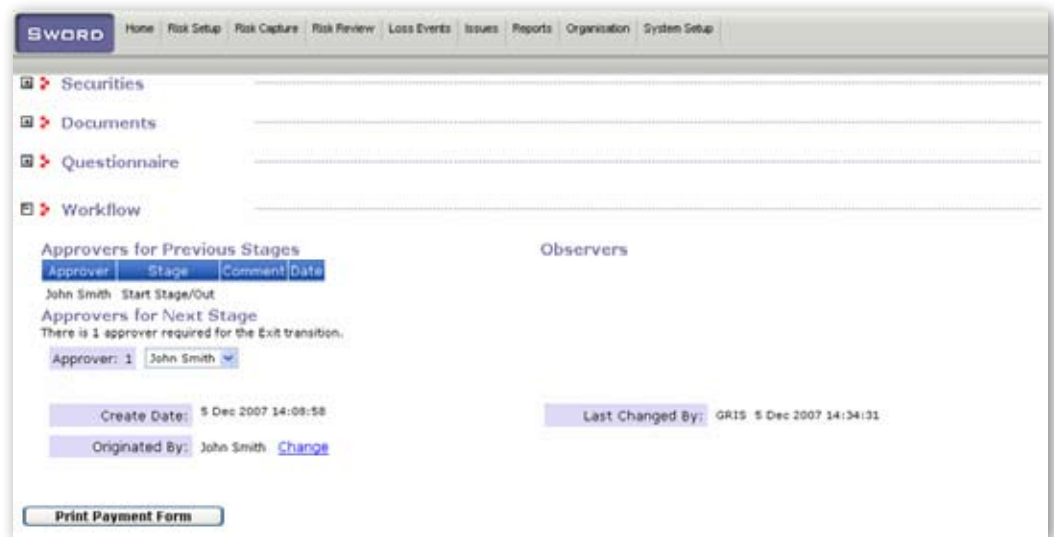 SWORD
Home Risk Setup Risk Capture Risk Review Loss Events Issues Reports Organisation System Setup
Securities
Documents
Questionnaire
Workflow
Approvers for Previous Stages
Observers
Approver Stage Comment Date
John Smith Start Stage/Out
Approvers for Next Stage
There is 1 approver required for the Exit transition.
Approver: 1 John Smith
Create Date: 5 Dec 2007 14:08:58
Last Changed By: GRIS 5 Dec 2007 14:34:31
Originated By: John Smith Change
Print Payment Form